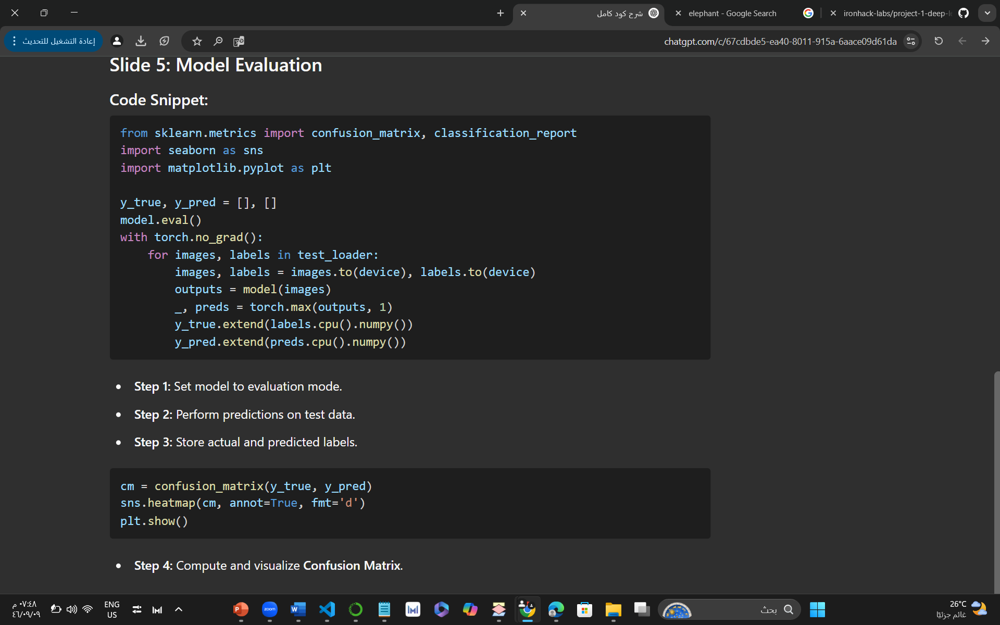 شرح كود كامل
elephant - Google Search
ironhack-labs/project-1-deep-le
إعادة التشغيل للتحديث
chatgpt.com/c/67cdbde5-ea40-8011-915a-6aace09d61da
Slide 5: Model Evaluation
Code Snippet:
from sklearn.metrics import confusion_matrix, classification_report
import seaborn as sns
import matplotlib.pyplot as plt
y_true, y_pred = [], []
model.eval()
with torch.no_grad():
    for images, labels in test_loader:
        images, labels = images.to(device), labels.to(device)
        outputs = model(images)
        _, preds = torch.max(outputs, 1)
        y_true.extend(labels.cpu().numpy())
        y_pred.extend(preds.cpu().numpy())
• Step 1: Set model to evaluation mode.
• Step 2: Perform predictions on test data.
• Step 3: Store actual and predicted labels.
cm = confusion_matrix(y_true, y_pred)
sns.heatmap(cm, annot=True, fmt='d')
plt.show()
• Step 4: Compute and visualize Confusion Matrix.
٠٧:٤٨ م
٤٦/٠٩/٠٩
ENG
US
zoom
بحث
26°C
غائم جزئيًا